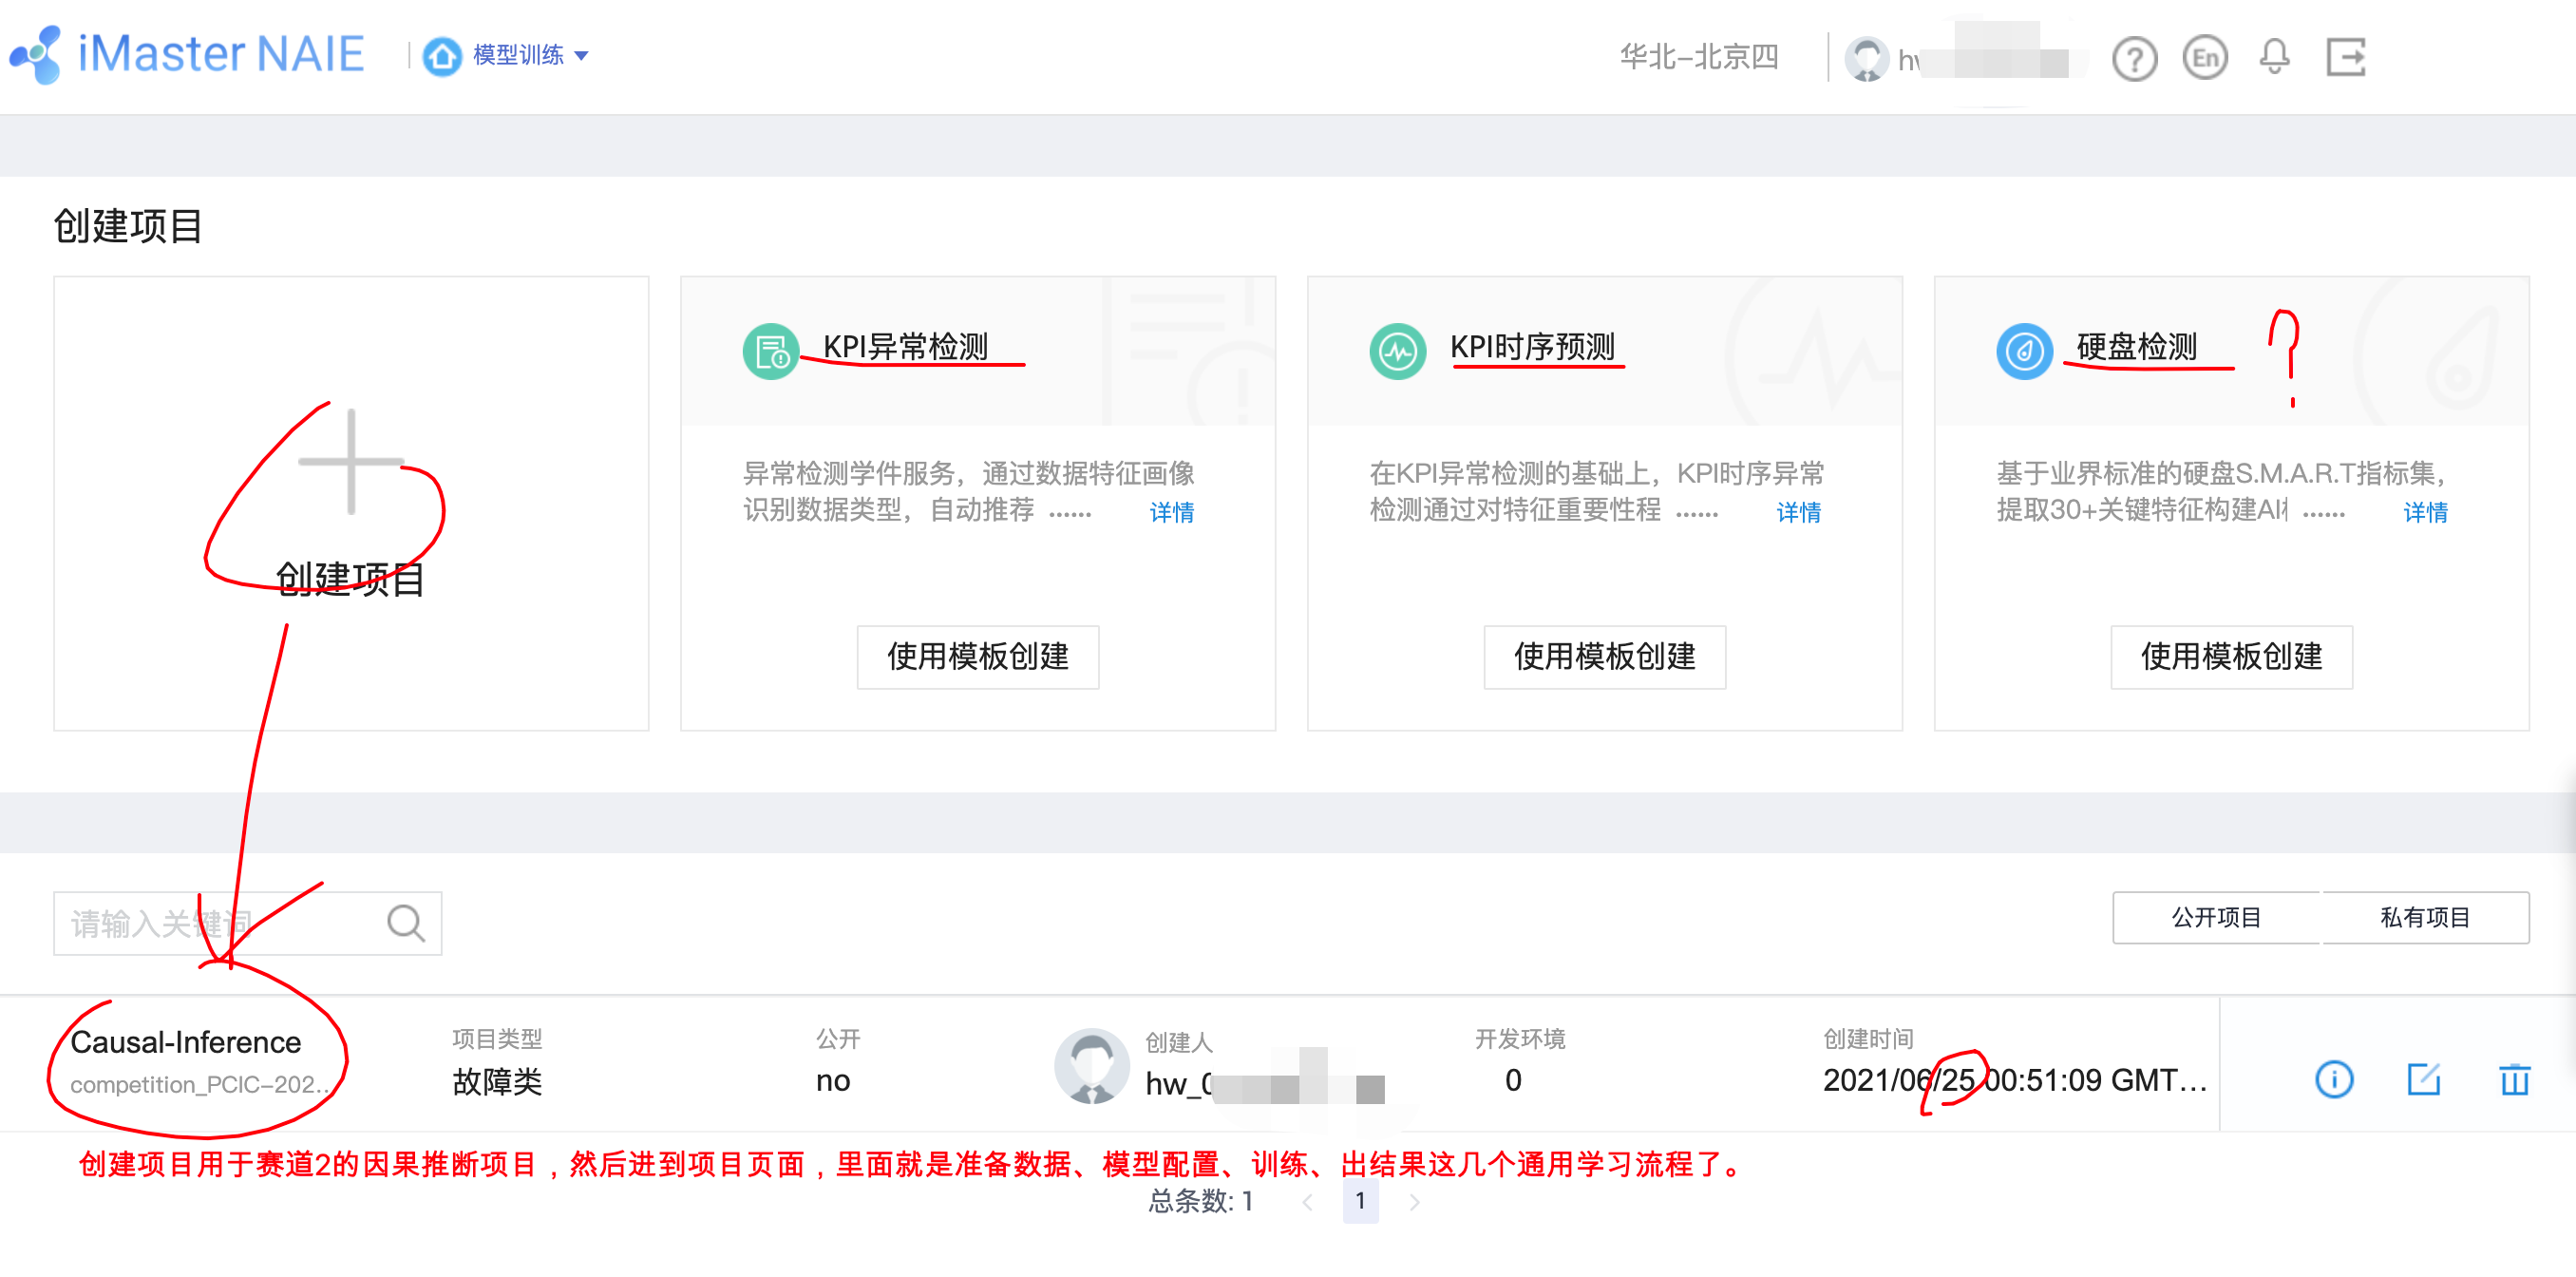 iMaster NAIE
模型训练
华北-北京四
En
创建项目
创建项目
KPI异常检测
异常检测学件服务，通过数据特征画像
识别数据类型，自动推荐 ......
详情
使用模板创建
KPI时序预测
在KPI异常检测的基础上，KPI时序异常
检测通过对特征重要性程 ......
详情
使用模板创建
硬盘检测
?
基于业界标准的硬盘S.M.A.R.T指标集，
提取30+关键特征构建AI ......
详情
使用模板创建
请输入关键词
公开项目
私有项目
Causal-Inference
competition_PCIC-202...
项目类型
故障类
公开
no
创建人
hw_
开发环境
0
创建时间
2021/06/25 00:51:09 GMT...
创建项目用于赛道2的因果推断项目，然后进到项目页面，里面就是准备数据、模型配置、训练、出结果这几个通用学习流程了。
总条数: 1
1